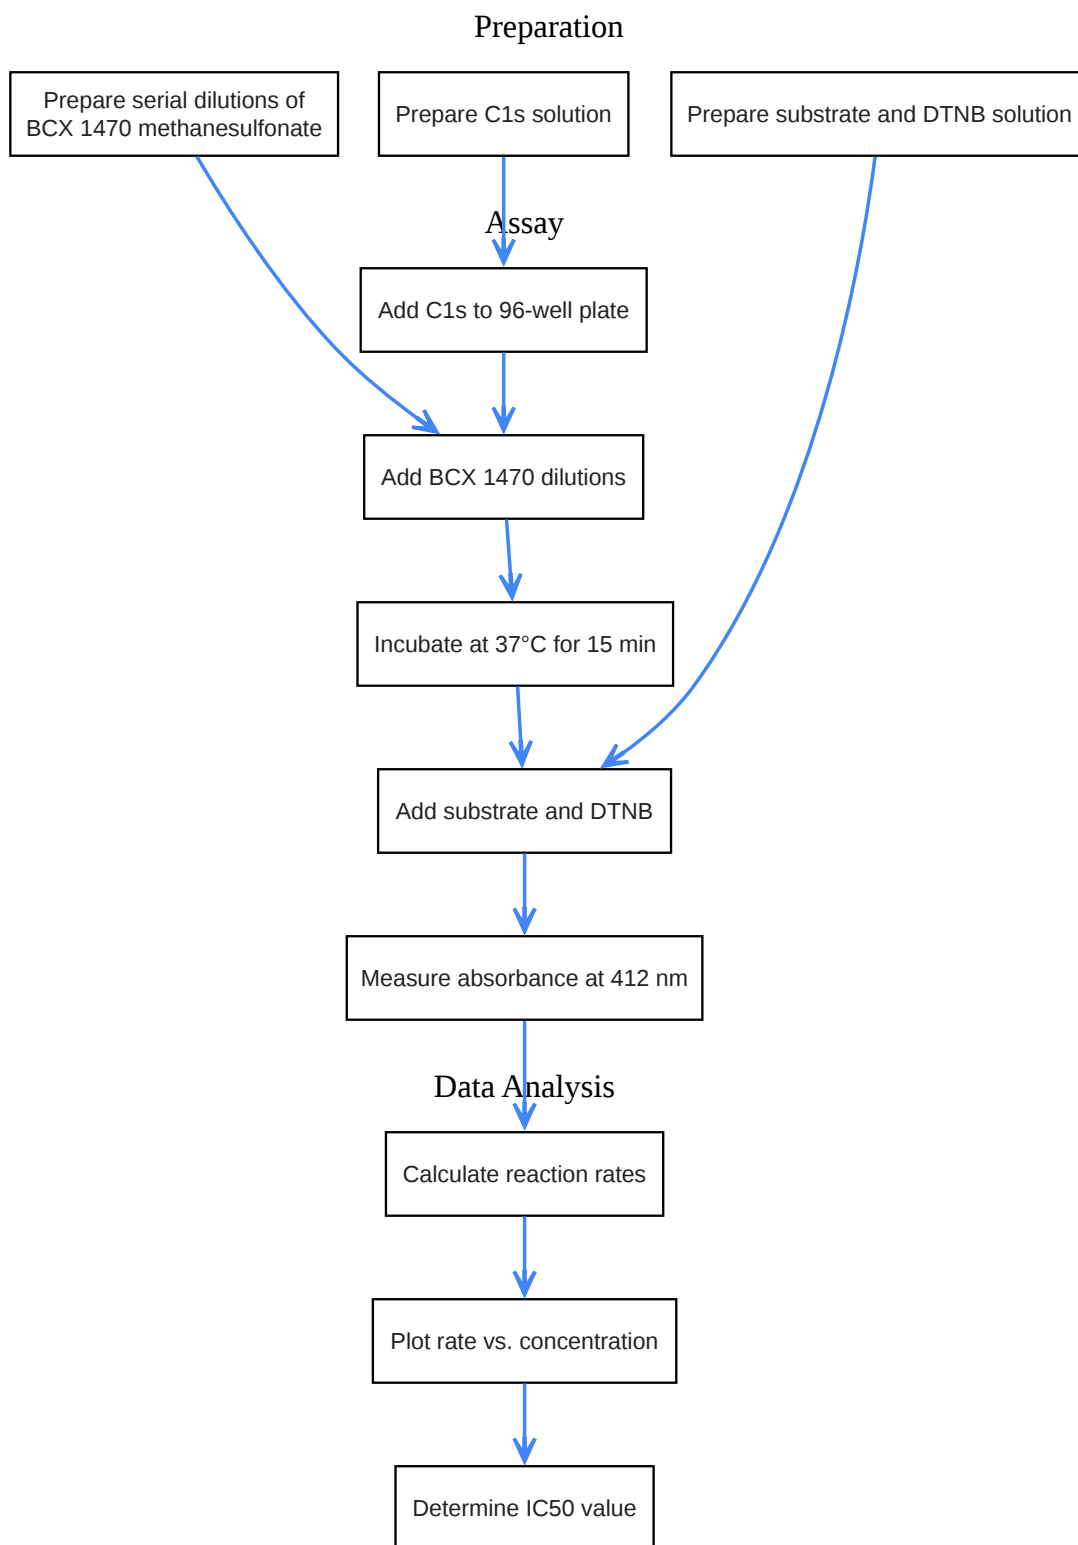 Preparation
Prepare serial dilutions of
BCX 1470 methanesulfonate
Prepare C1s solution
Prepare substrate and DTNB solution
Assay
Add C1s to 96-well plate
Add BCX 1470 dilutions
Incubate at 37°C for 15 min
Add substrate and DTNB
Measure absorbance at 412 nm
Data Analysis
Calculate reaction rates
Plot rate vs. concentration
Determine IC50 value